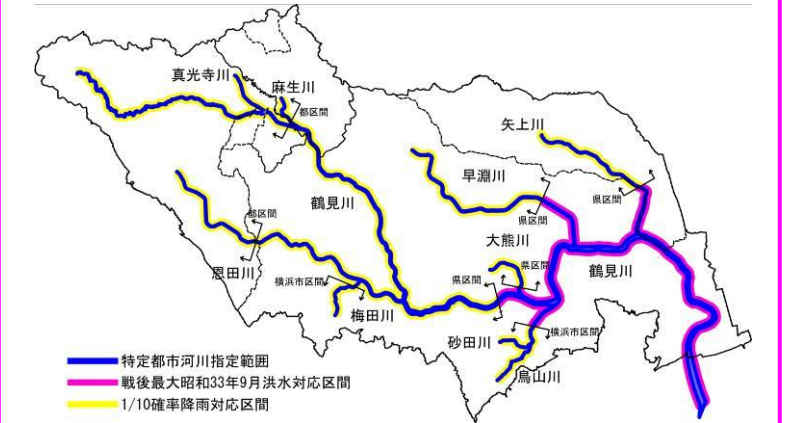 真光寺川
麻生川
都区間
矢上川
早淵川
県区間
県区間
鶴見川
都区間
大熊川
恩田川
県区間
県区間
鶴見川
横浜市区間
梅田川
砂田川
横浜市区間
鳥山川
特定都市河川指定範囲
戦後最大昭和33年9月洪水対応区間
1/10確率降雨対応区間